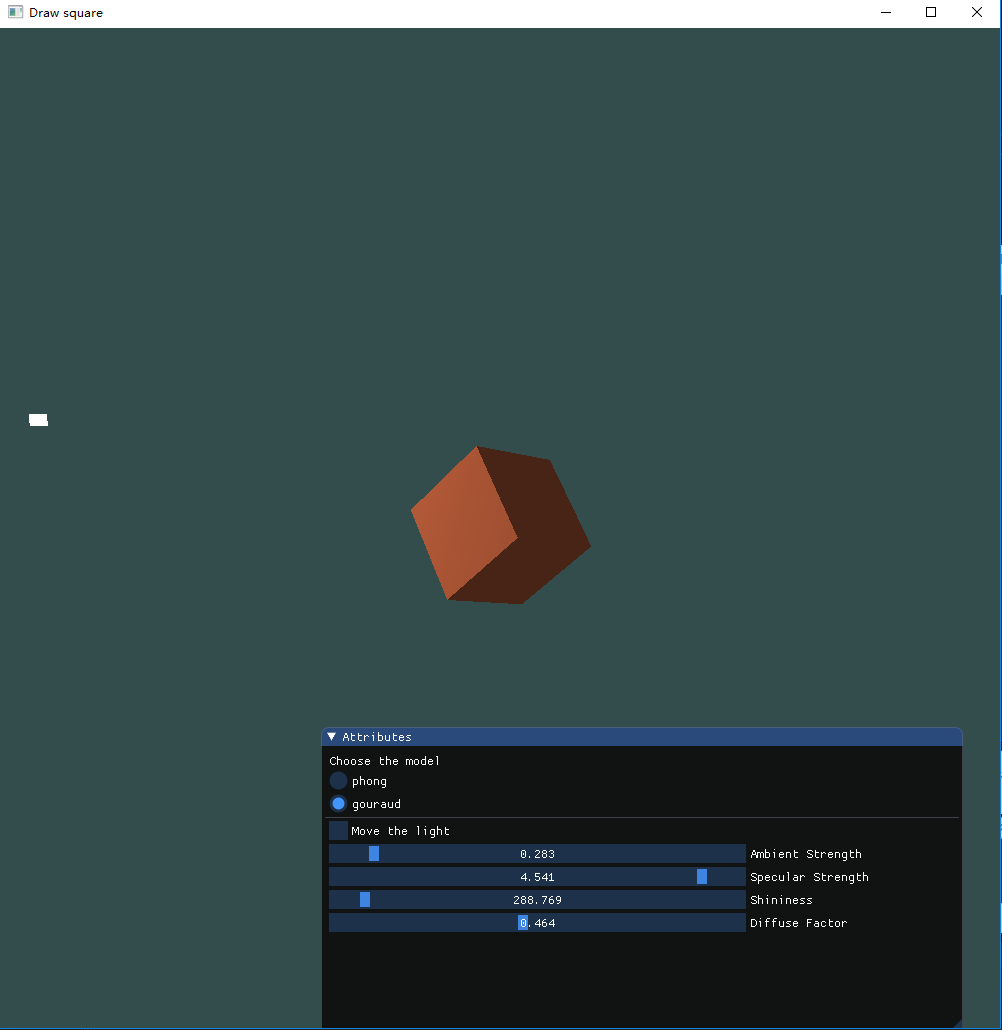 Draw square
Attributes
Choose the model
phong
gouraud
Move the light
0.283 Ambient Strength
4.541 Specular Strength
288.769 Shininess
0.464 Diffuse Factor